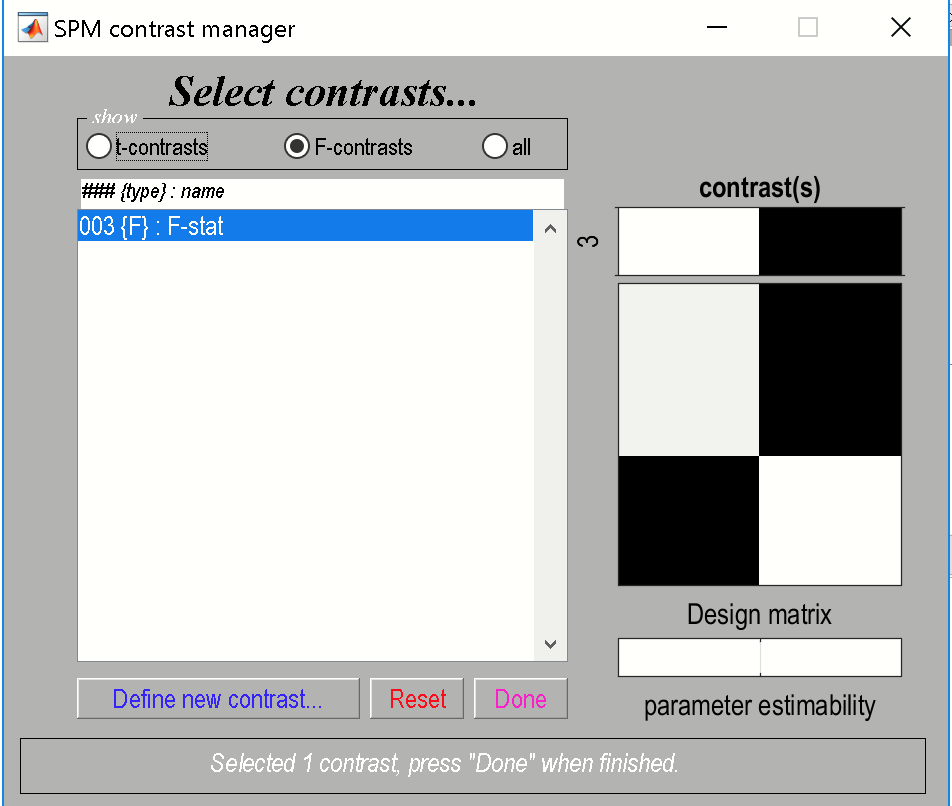 SPM contrast manager
Select contrasts...
show
t-contrasts F-contrasts all
### {type} : name
003 {F} : F-stat
contrast(s)
3
Design matrix
parameter estimability
Define new contrast... Reset Done
Selected 1 contrast, press "Done" when finished.